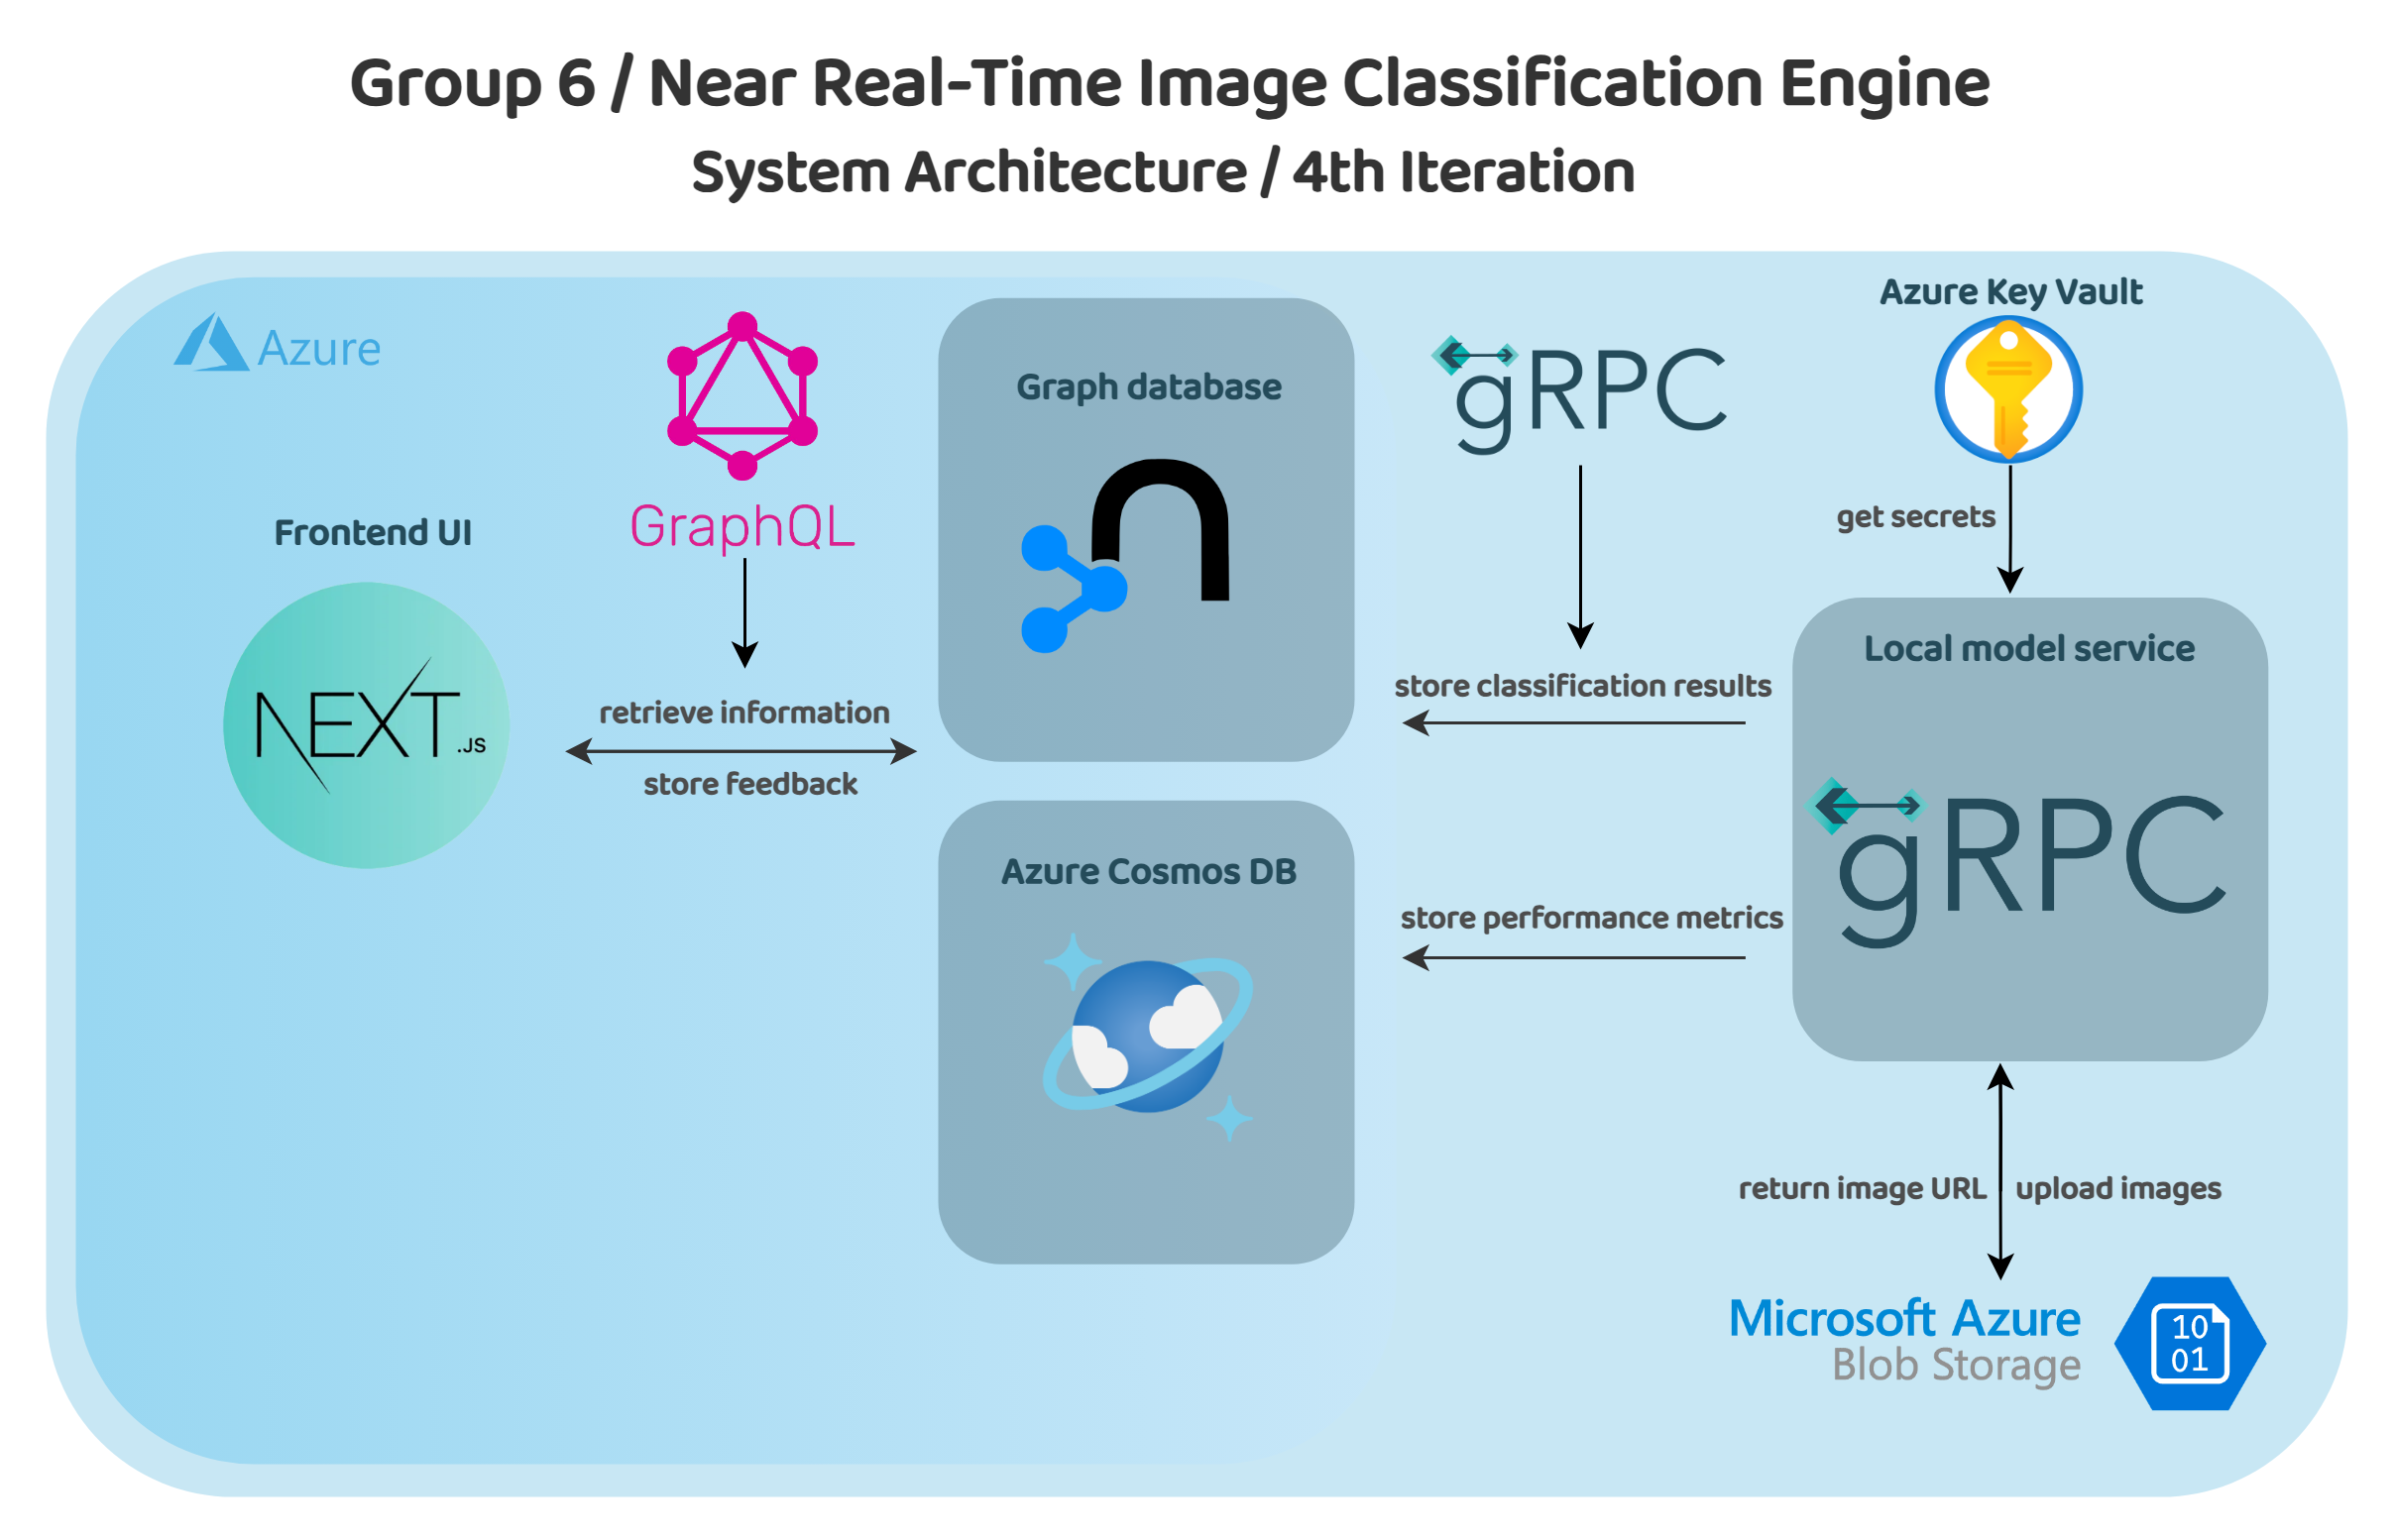 Group 6 / Near Real-Time Image Classification Engine
System Architecture / 4th Iteration
Azure
Frontend UI
NEXT.JS
GraphQL
retrieve information
store feedback
Graph database
n
Azure Cosmos DB
gRPC
store classification results
store performance metrics
Azure Key Vault
get secrets
Local model service
gRPC
return image URL
upload images
Microsoft Azure
Blob Storage
10
01